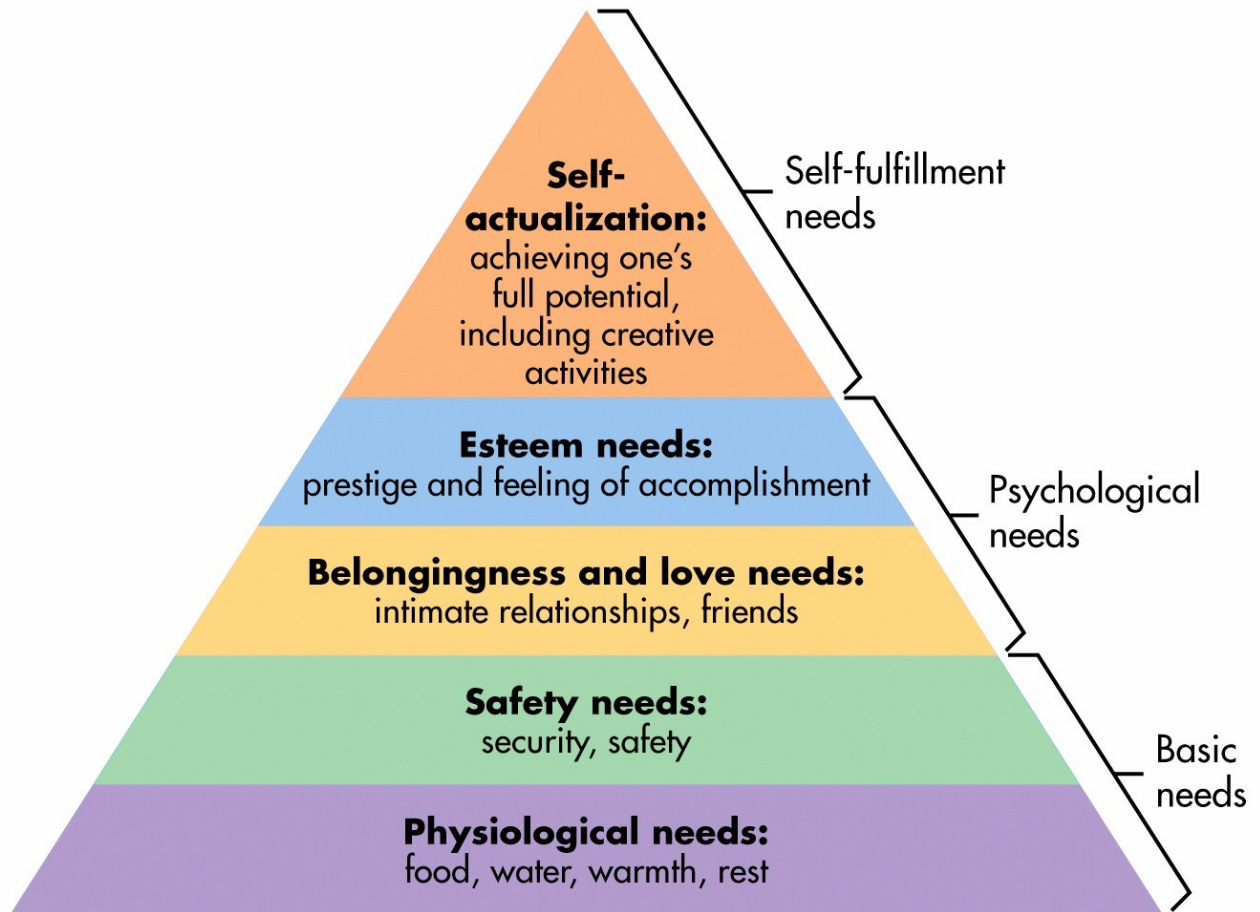 Self-
actualization:
achieving one's
full potential,
including creative
activities
Self-fulfillment
needs
Esteem needs:
prestige and feeling of accomplishment
Psychological
needs
Belongingness and love needs:
intimate relationships, friends
Safety needs:
security, safety
Basic
needs
Physiological needs:
food, water, warmth, rest